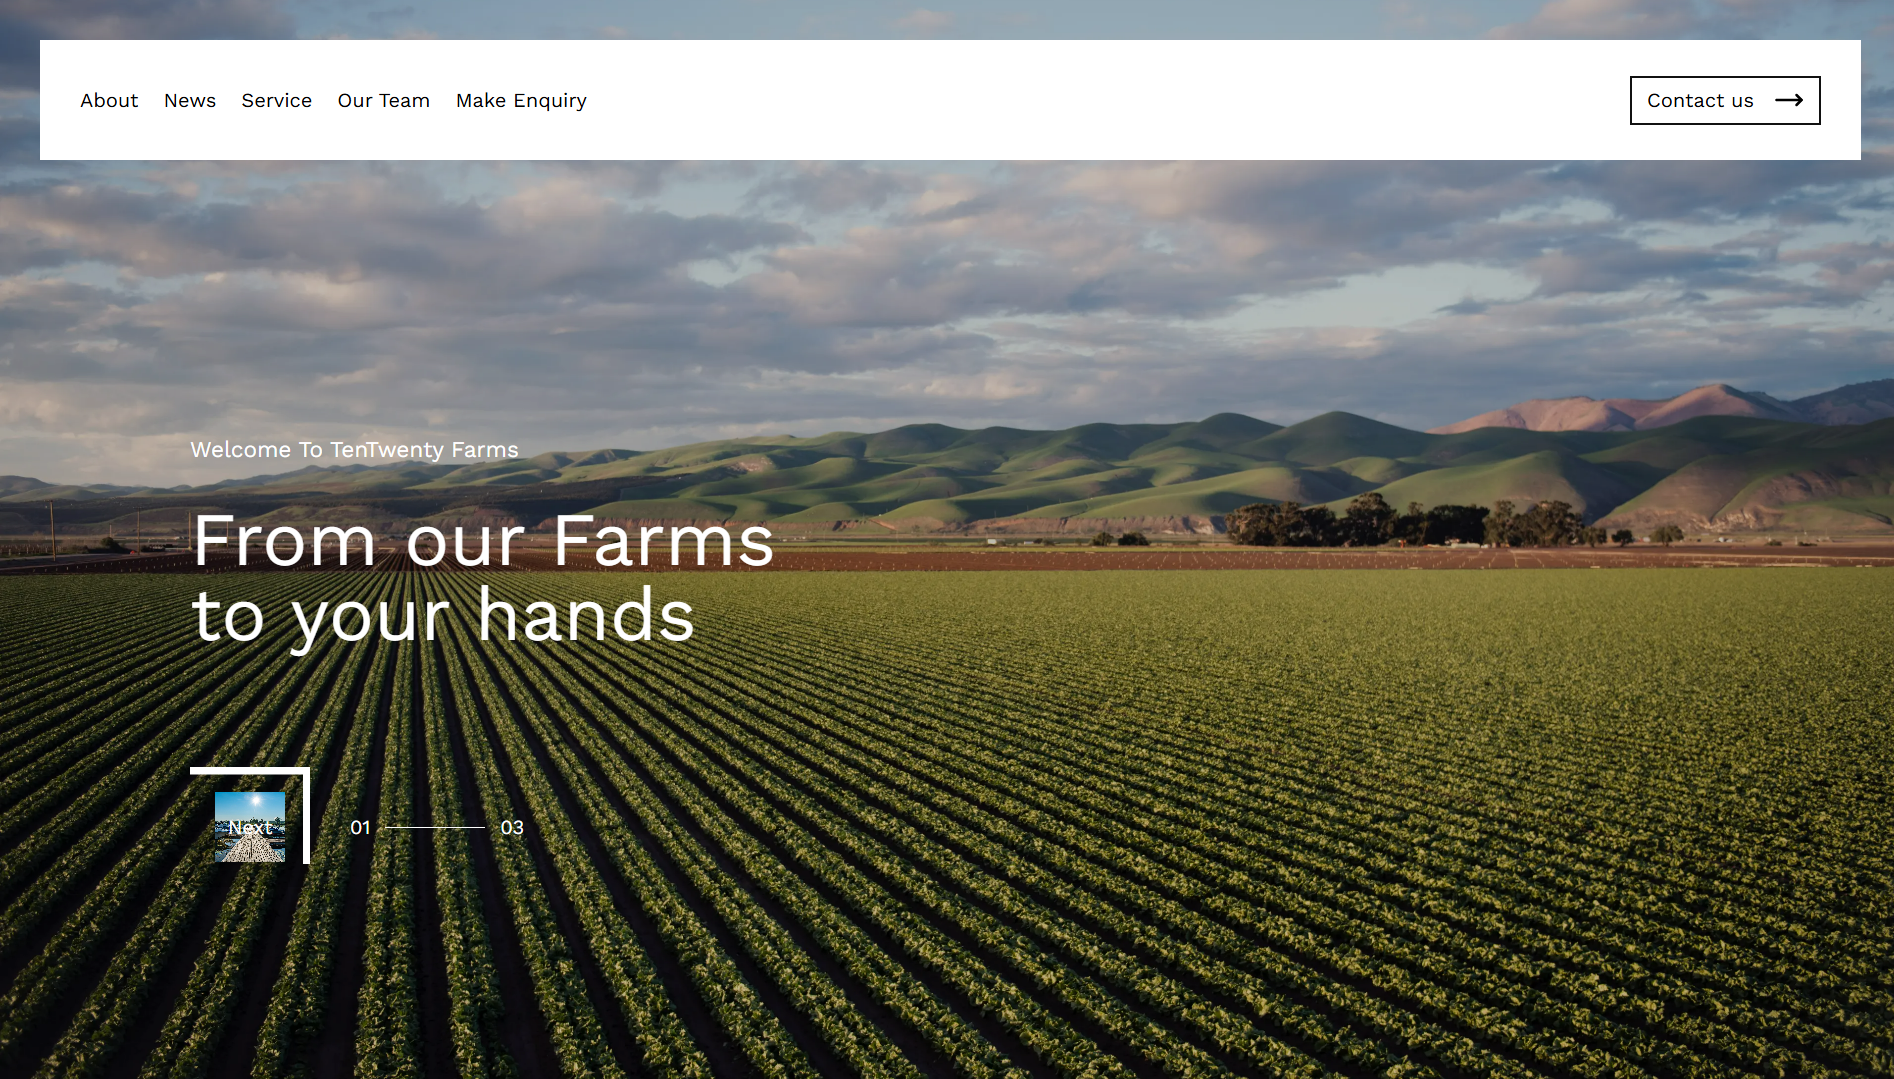 About News Service Our Team Make Enquiry Contact us
Welcome To TenTwenty Farms
From our Farms
to your hands
Next 01 03